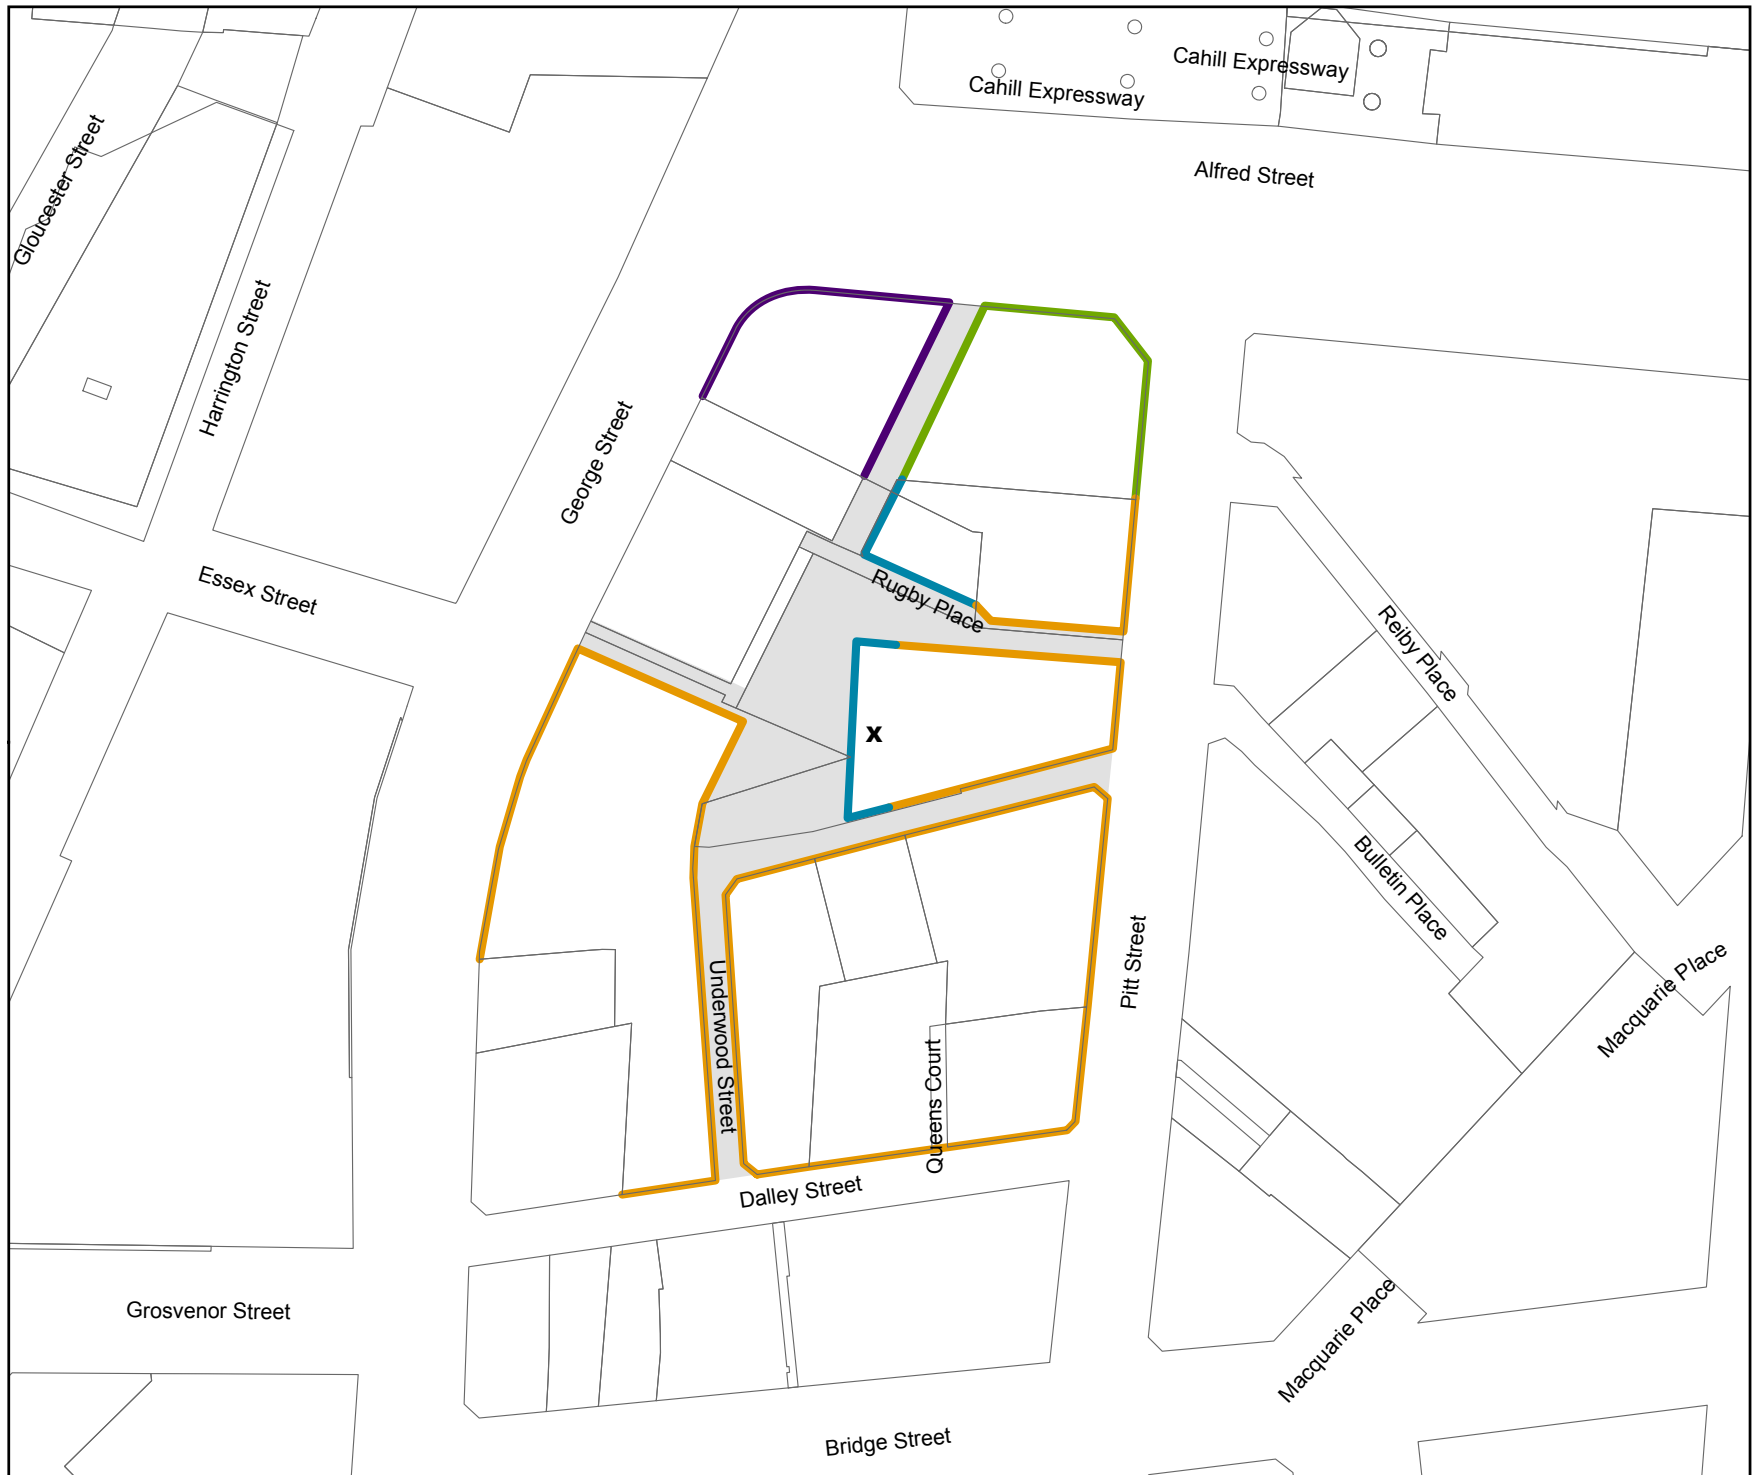 Cahill Expressway
Cahill Expressway
Alfred Street
Gloucester Street
Harrington Street
George Street
Essex Street
Rugby Place
Reiby Place
x
Bulletin Place
Pitt Street
Macquarie Place
Underwood Street
Queens Court
Dalley Street
Grosvenor Street
Macquarie Place
Bridge Street